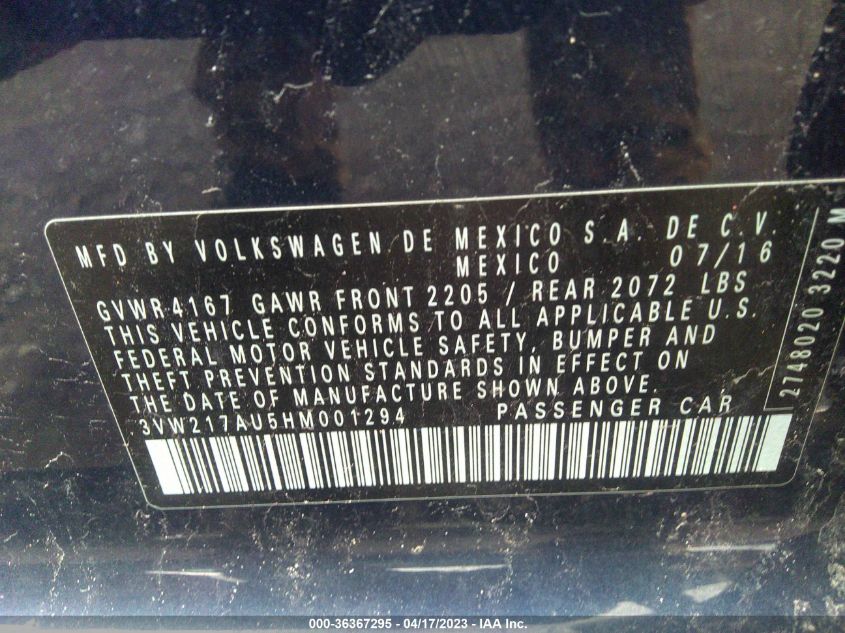 MFD BY VOLKSWAGEN DE MEXICO S.A. DE C.V.
MEXICO 07/16
GVWR 4167 GAWR FRONT 2205 / REAR 2072 LBS
THIS VEHICLE CONFORMS TO ALL APPLICABLE U.S.
FEDERAL MOTOR VEHICLE SAFETY, BUMPER AND
THEFT PREVENTION STANDARDS IN EFFECT ON
THE DATE OF MANUFACTURE SHOWN ABOVE.
3VW217AU5HM001294 PASSENGER CAR
2748020 3220 M
000-36367295 - 04/17/2023 - IAA Inc.